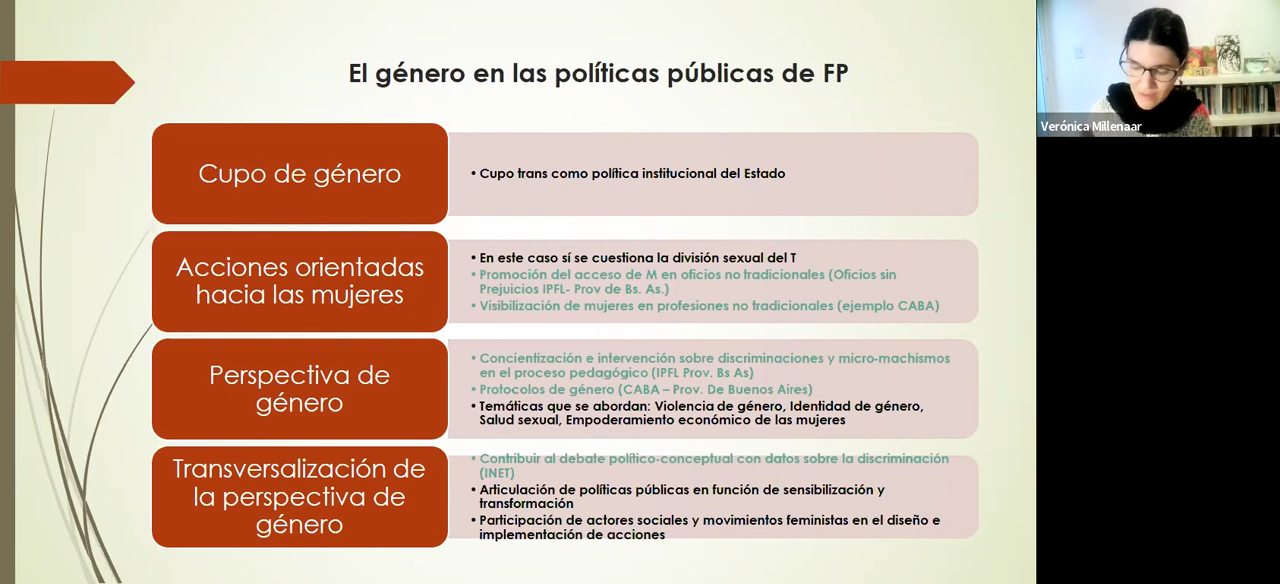 El género en las políticas públicas de FP
Verónica Millenaar
Cupo de género
• Cupo trans como política institucional del Estado
Acciones orientadas
hacia las mujeres
• En este caso sí se cuestiona la división sexual del T
• Promoción del acceso de M en oficios no tradicionales (Oficios sin
Prejuicios IPFL- Prov de Bs. As.)
• Visibilización de mujeres en profesiones no tradicionales (ejemplo CABA)
Perspectiva de
género
• Concientización e intervención sobre discriminaciones y micro-machismos
en el proceso pedagógico (IPFL Prov. Bs As)
• Protocolos de género (CABA – Prov. De Buenos Aires)
• Temáticas que se abordan: Violencia de género, Identidad de género,
Salud sexual, Empoderamiento económico de las mujeres
Transversalización de
la perspectiva de
género
• Contribuir al debate político-conceptual con datos sobre la discriminación
(INET)
• Articulación de políticas públicas en función de sensibilización y
transformación
• Participación de actores sociales y movimientos feministas en el diseño e
implementación de acciones